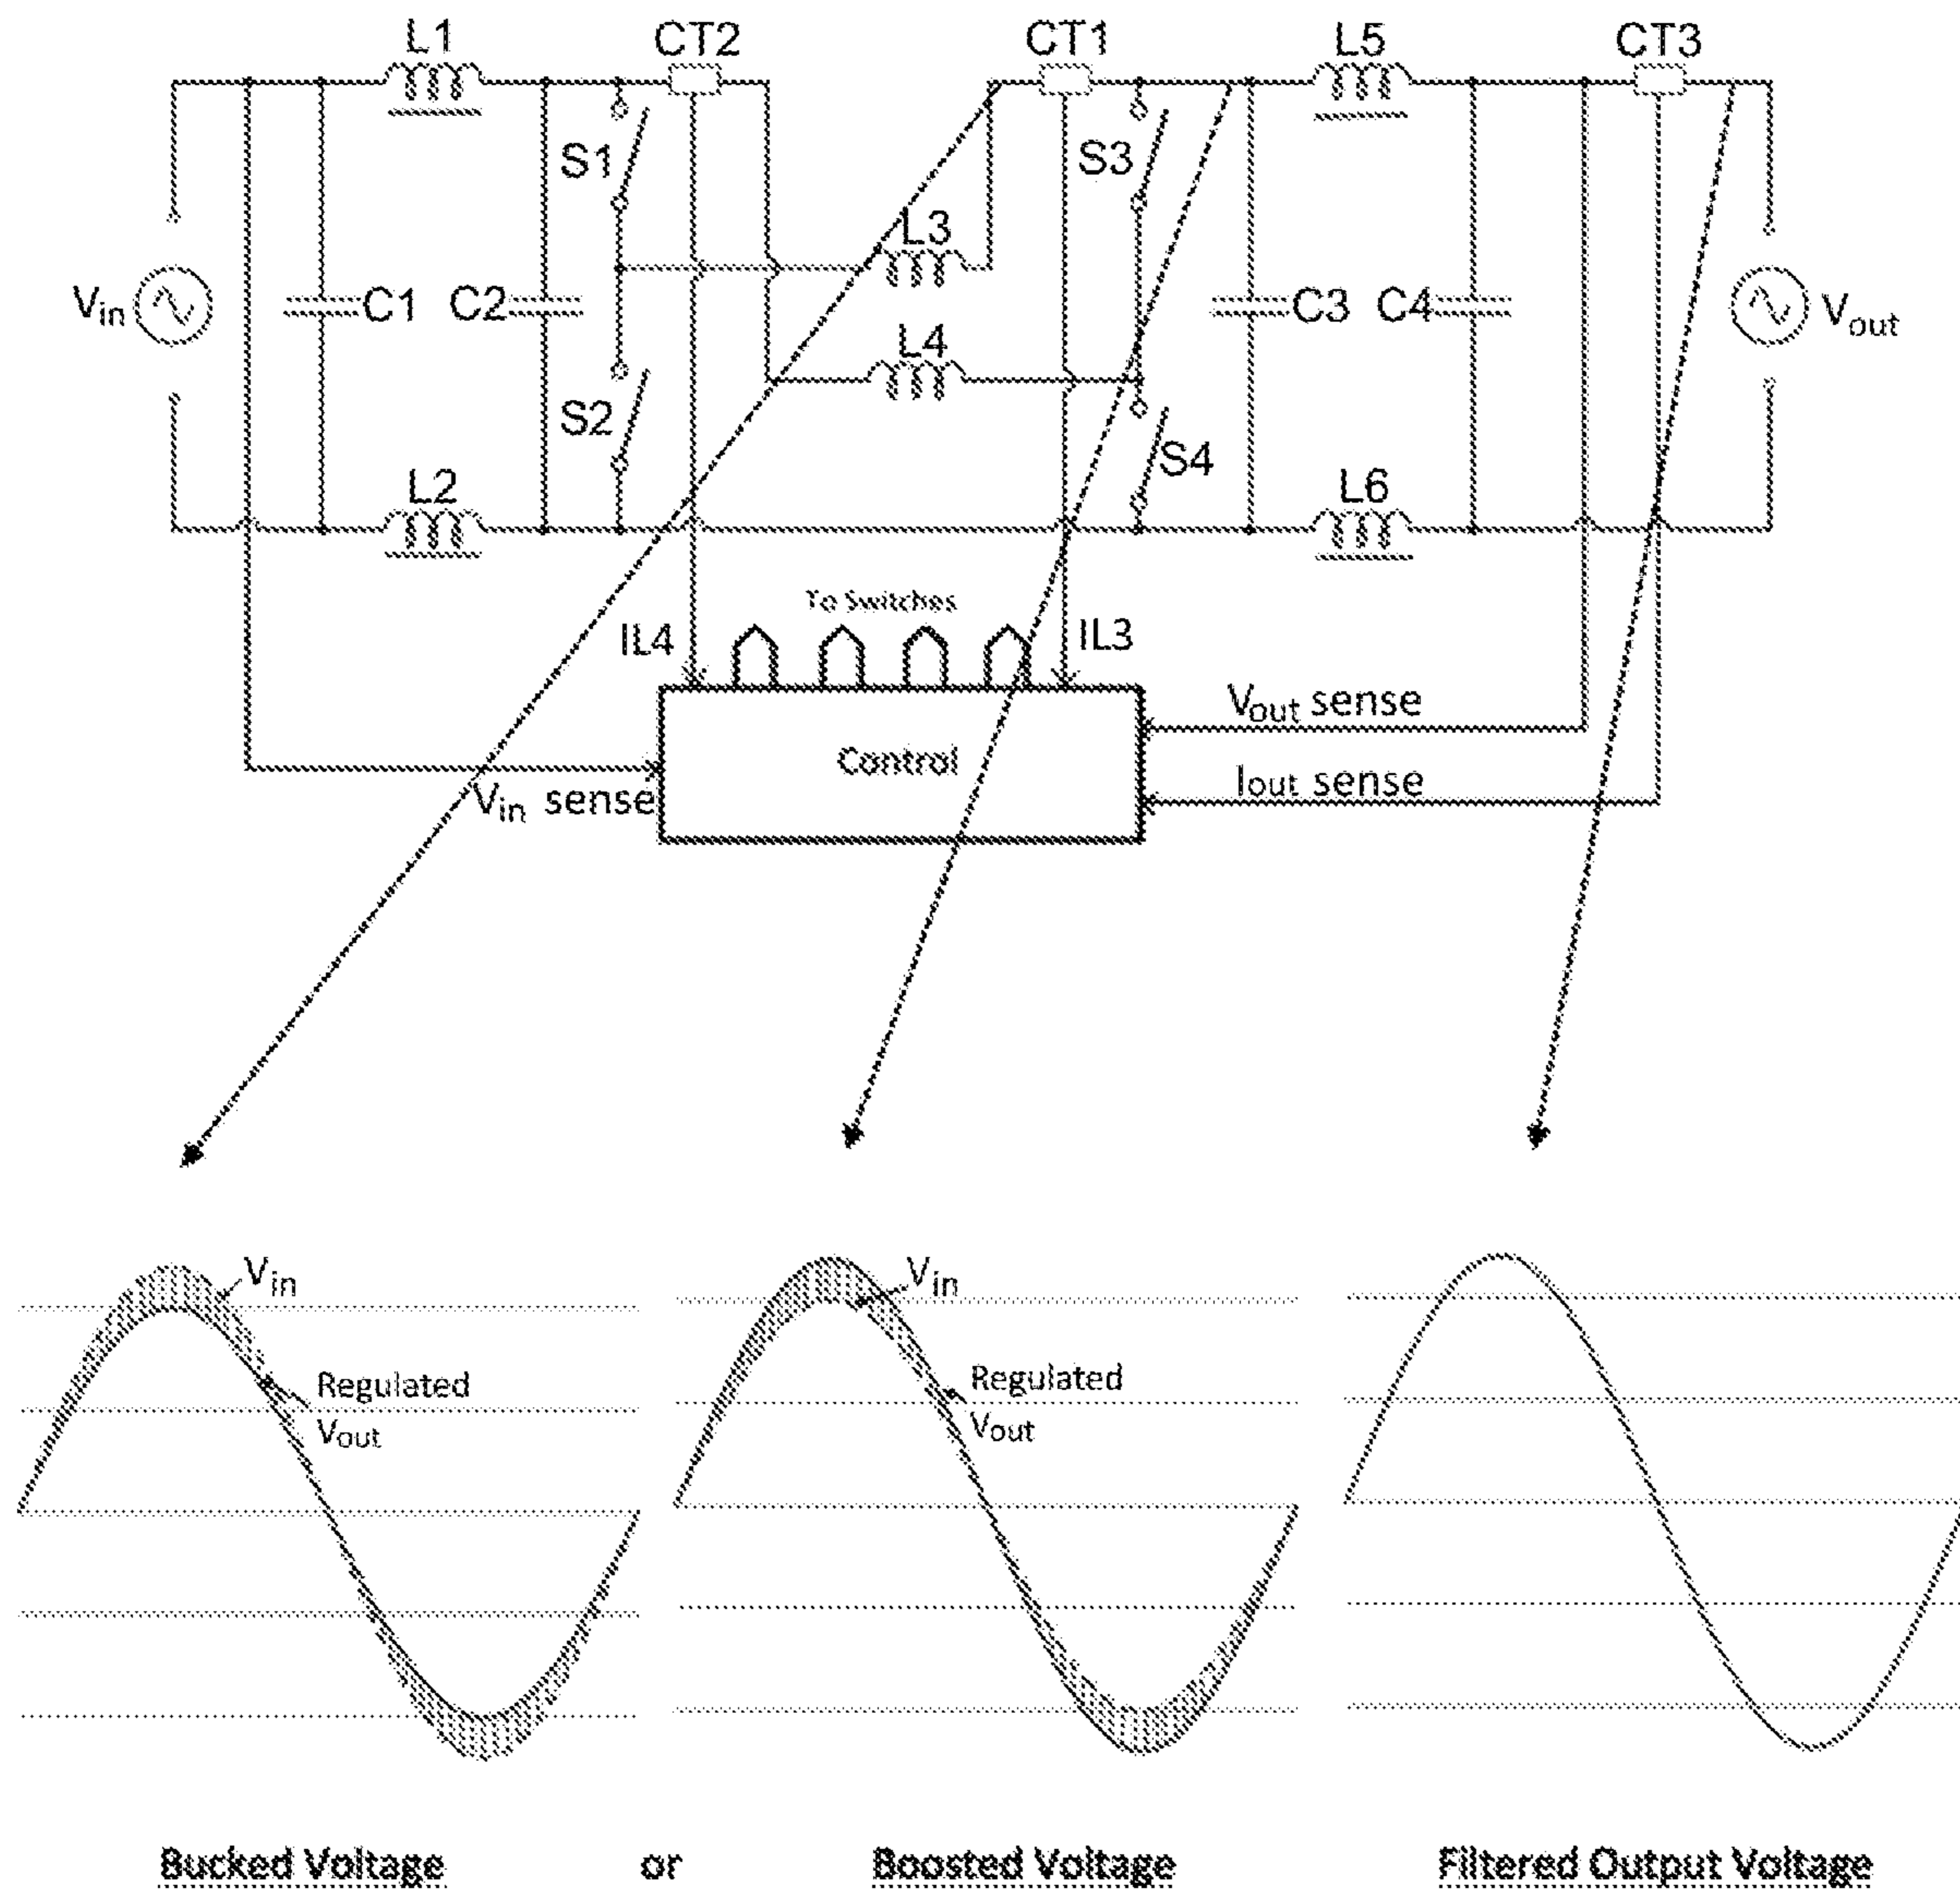 L1 CT2 CT1 L5 CT3
S1 S3
L3
Vin C1 C2 C3 C4 Vout
L4
S2 S4
L2 L6
To Switches
IL4 IL3
Vout sense
Control
Vin sense Iout sense
Vin Vin
Regulated Regulated
Vout Vout
Bucked Voltage or Boosted Voltage Filtered Output Voltage